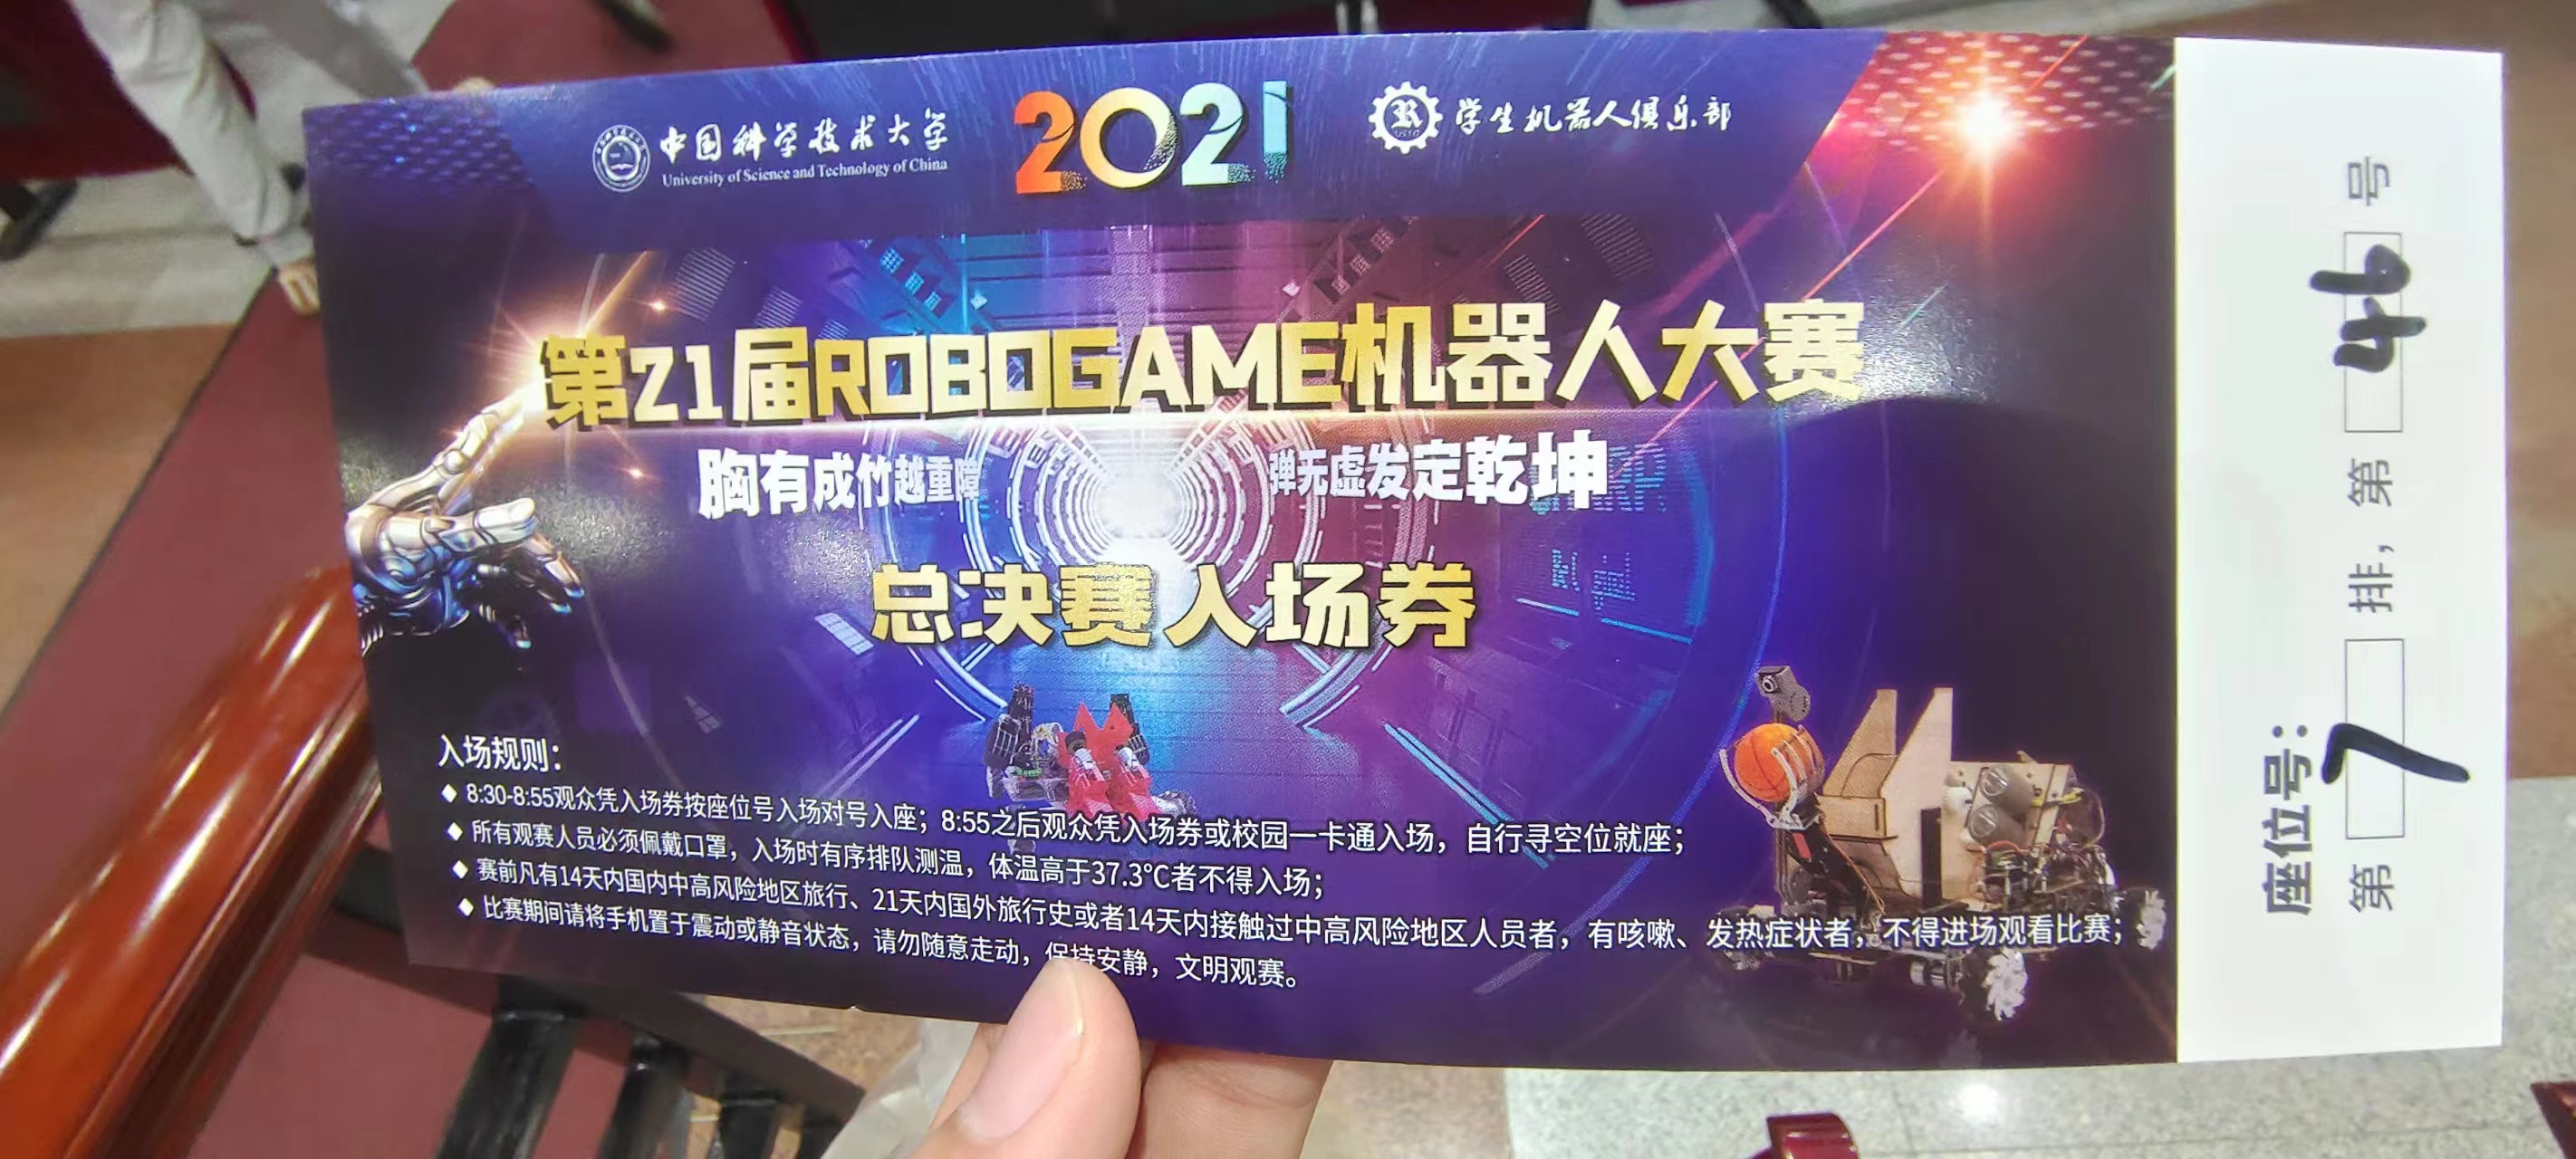 中国科学技术大学
University of Science and Technology of China
2021
学生机器人俱乐部
第21届ROBOGAME机器人大赛
胸有成竹越重障 弹无虚发定乾坤
总决赛入场券
入场规则：
◆ 8:30-8:55观众凭入场券按座位号入场对号入座；8:55之后观众凭入场券或校园一卡通入场，自行寻空位就座；
◆ 所有观赛人员必须佩戴口罩，入场时有序排队测温，体温高于37.3℃者不得入场；
◆ 赛前凡有14天内国内中高风险地区旅行、21天内国外旅行史或者14天内接触过中高风险地区人员者，有咳嗽、发热症状者，不得进场观看比赛；
◆ 比赛期间请将手机置于震动或静音状态，请勿随意走动，保持安静，文明观赛。
座位号：
第 7 排，第 46 号